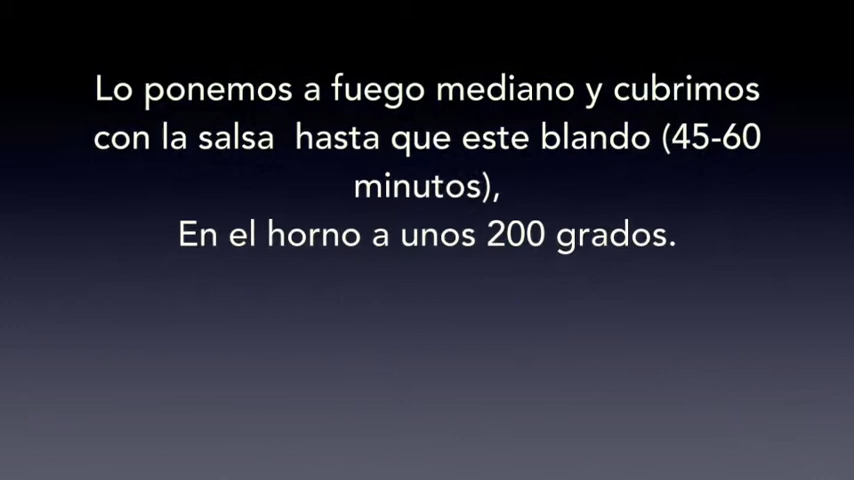 Lo ponemos a fuego mediano y cubrimos
con la salsa  hasta que este blando (45-60
minutos),
En el horno a unos 200 grados.